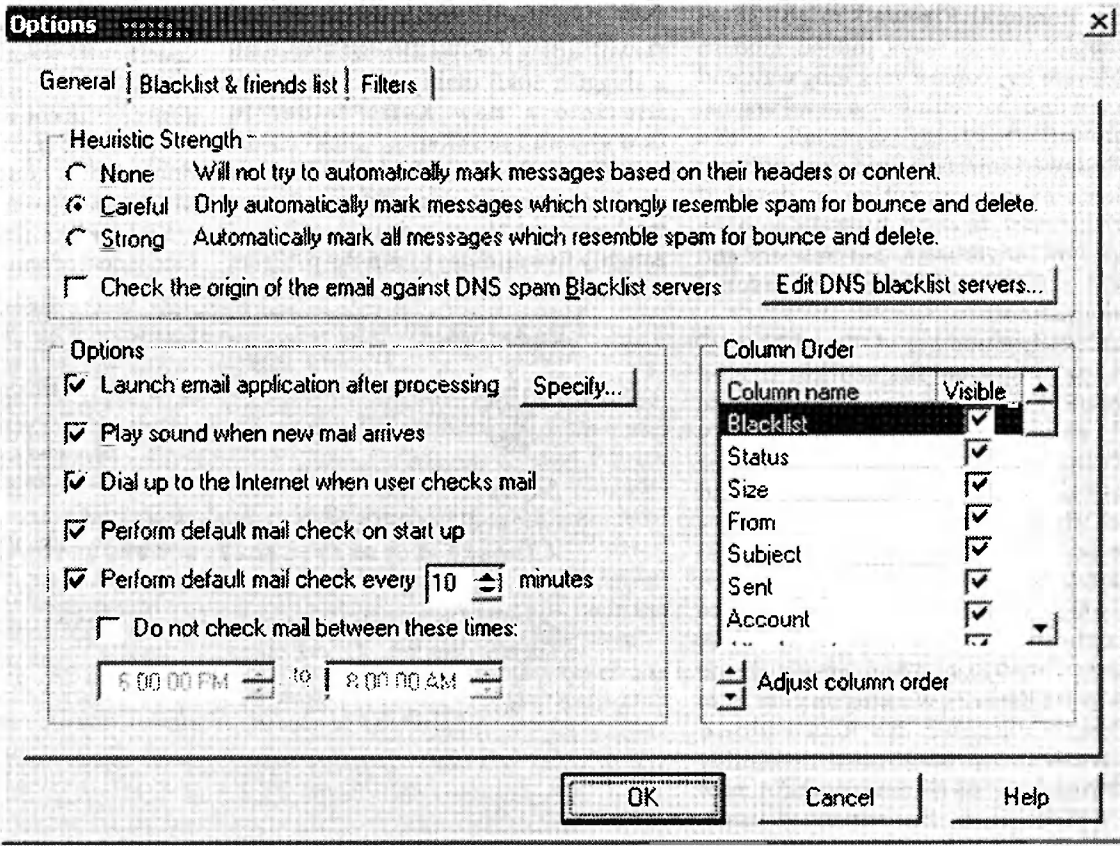 Options
General Blacklist & friends list Filters
Heuristic Strength
None Will not try to automatically mark messages based on their headers or content.
Careful Only automatically mark messages which strongly resemble spam for bounce and delete.
Strong Automatically mark all messages which resemble spam for bounce and delete.
Check the origin of the email against DNS spam Blacklist servers Edit DNS blacklist servers...
Options
Launch email application after processing Specify...
Play sound when new mail arrives
Dial up to the Internet when user checks mail
Perform default mail check on start up
Perform default mail check every 10 minutes
Do not check mail between these times:
6:00:00 PM to 8:00:00 AM
Column Order
Column name Visible
Blacklist
Status
Size
From
Subject
Sent
Account
Adjust column order
OK Cancel Help